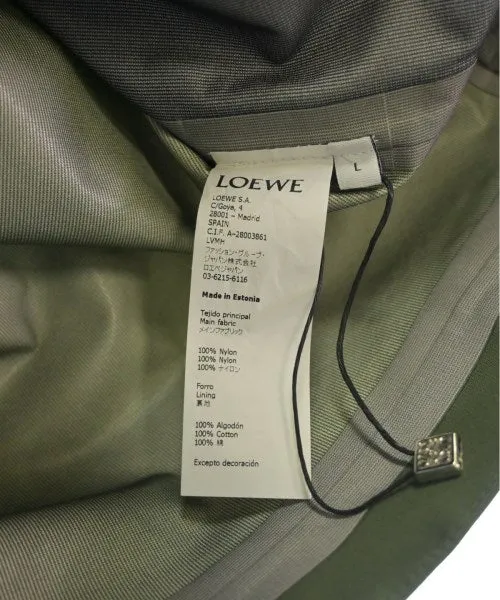 L
LOEWE
LOEWE S.A.
C/Goya, 4
28001 - Madrid
SPAIN
C.I.F. A-28003861
LVMH
ファッション・グループ・
ジャパン株式会社
ロエベジャパン
03-6215-6116
Made in Estonia
Tejido principal
Main fabric
メインファブリック
100% Nylon
100% Nylon
100% ナイロン
Forro
Lining
裏地
100% Algodón
100% Cotton
100% 綿
Excepto decoración